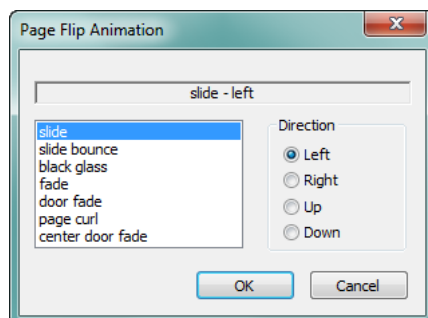 Page Flip Animation
slide - left
slide
slide bounce
black glass
fade
door fade
page curl
center door fade
Direction
Left
Right
Up
Down
OK
Cancel